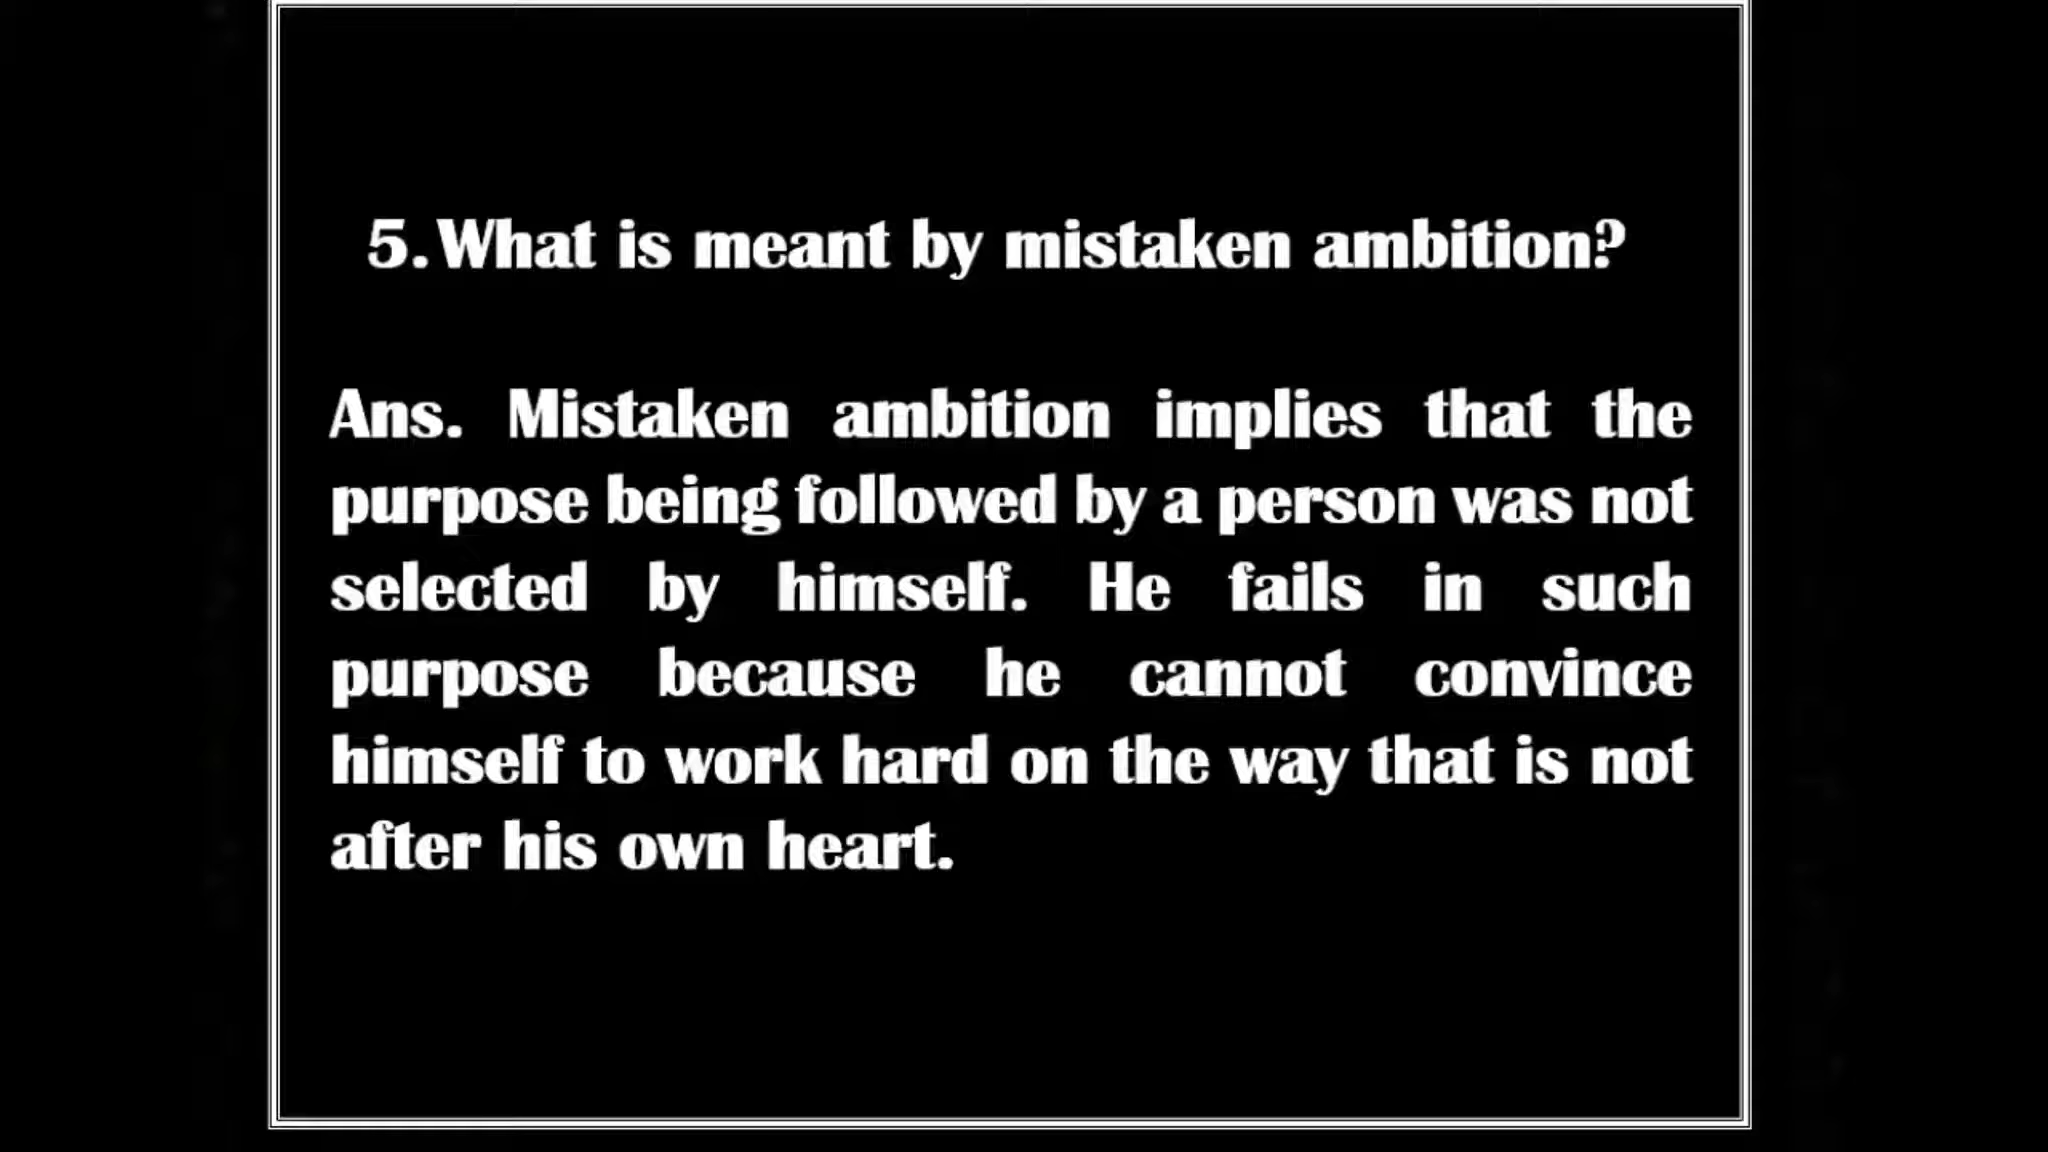 5. What is meant by mistaken ambition?
Ans. Mistaken ambition implies that the
purpose being followed by a person was not
selected by himself. He fails in such
purpose because he cannot convince
himself to work hard on the way that is not
after his own heart.